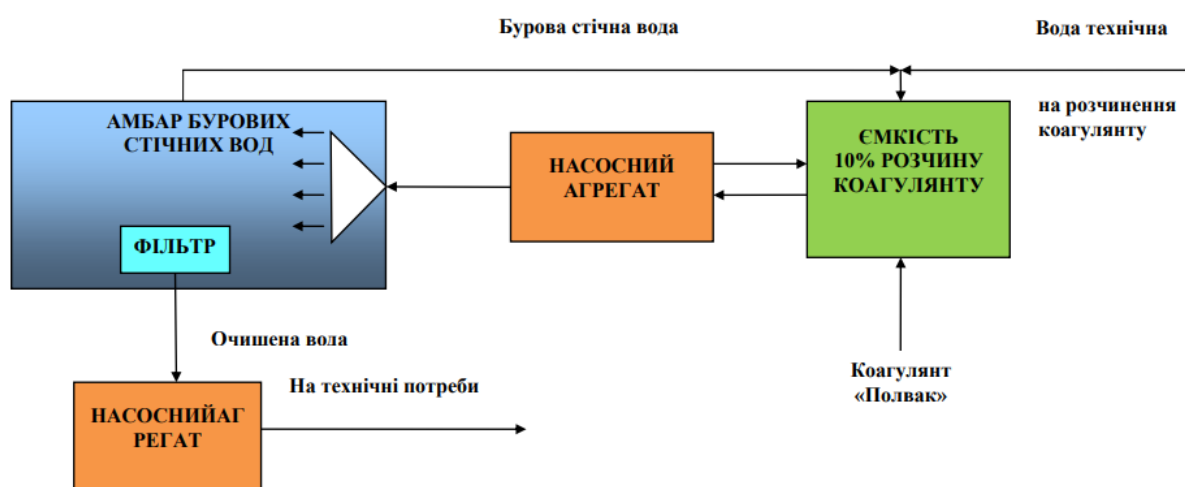 Бурова стічна вода
Вода технічна
на розчинення
коагулянту
АМБАР БУРОВИХ
СТІЧНИХ ВОД
НАСОСНИЙ
АГРЕГАТ
ЄМКІСТЬ
10% РОЗЧИНУ
КОАГУЛЯНТУ
ФІЛЬТР
Очишена вода
На технічні потреби
Коагулянт
«Полвак»
НАСОСНИЙАГ
РЕГАТ